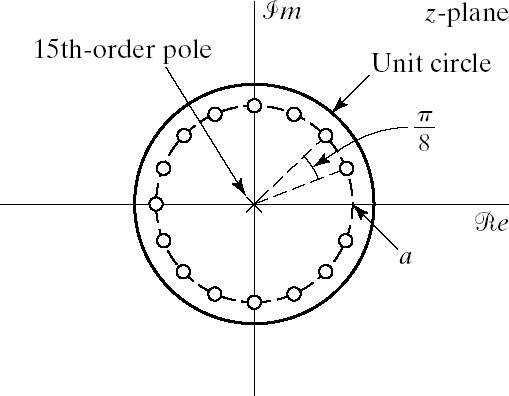 ℐm
z-plane
15th-order pole
Unit circle
π
8
ℛe
a